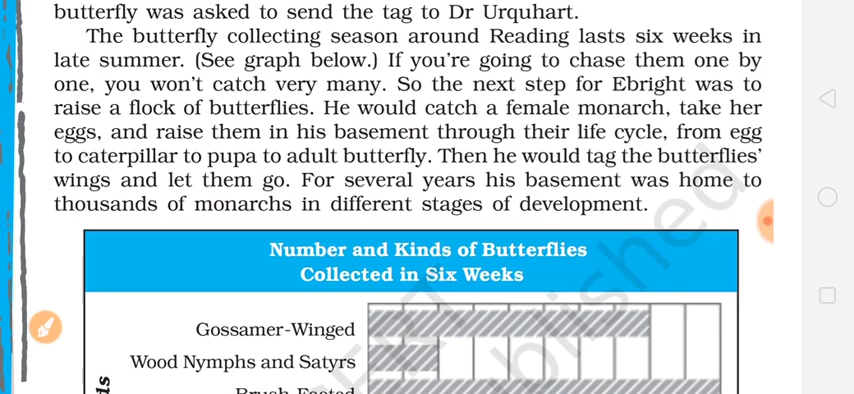 butterfly was asked to send the tag to Dr Urquhart.
The butterfly collecting season around Reading lasts six weeks in
late summer. (See graph below.) If you’re going to chase them one by
one, you won’t catch very many. So the next step for Ebright was to
raise a flock of butterflies. He would catch a female monarch, take her
eggs, and raise them in his basement through their life cycle, from egg
to caterpillar to pupa to adult butterfly. Then he would tag the butterflies’
wings and let them go. For several years his basement was home to
thousands of monarchs in different stages of development.
Number and Kinds of Butterflies
Collected in Six Weeks
Gossamer-Winged
Wood Nymphs and Satyrs